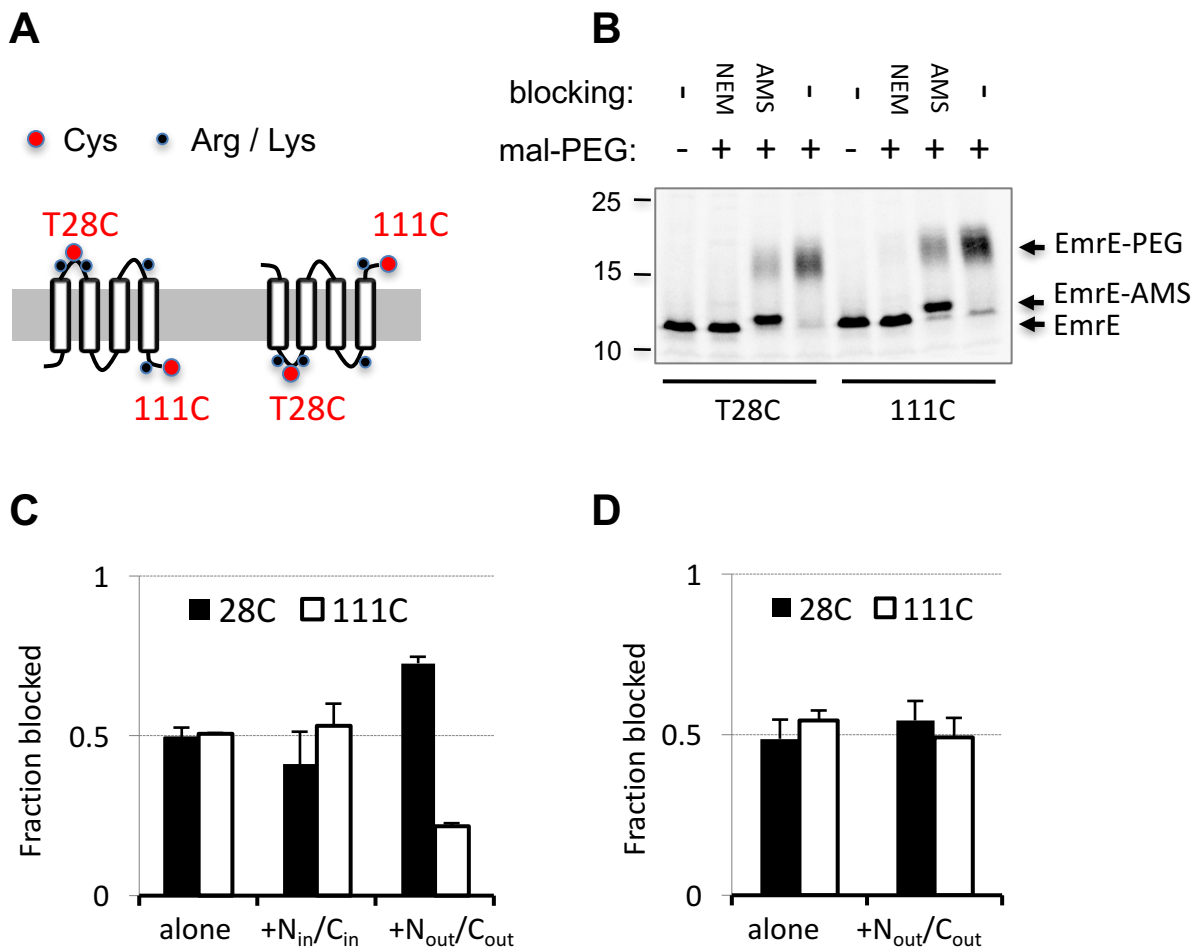 A
Cys Arg / Lys
T28C 111C
111C T28C
B
blocking: - NEM AMS - - NEM AMS -
mal-PEG: - + + + - + + +
25
15
10
EmrE-PEG
EmrE-AMS
EmrE
T28C 111C
C
1
0.5
0
Fraction blocked
28C 111C
alone +Nin/Cin +Nout/Cout
D
1
0.5
0
Fraction blocked
28C 111C
alone +Nout/Cout